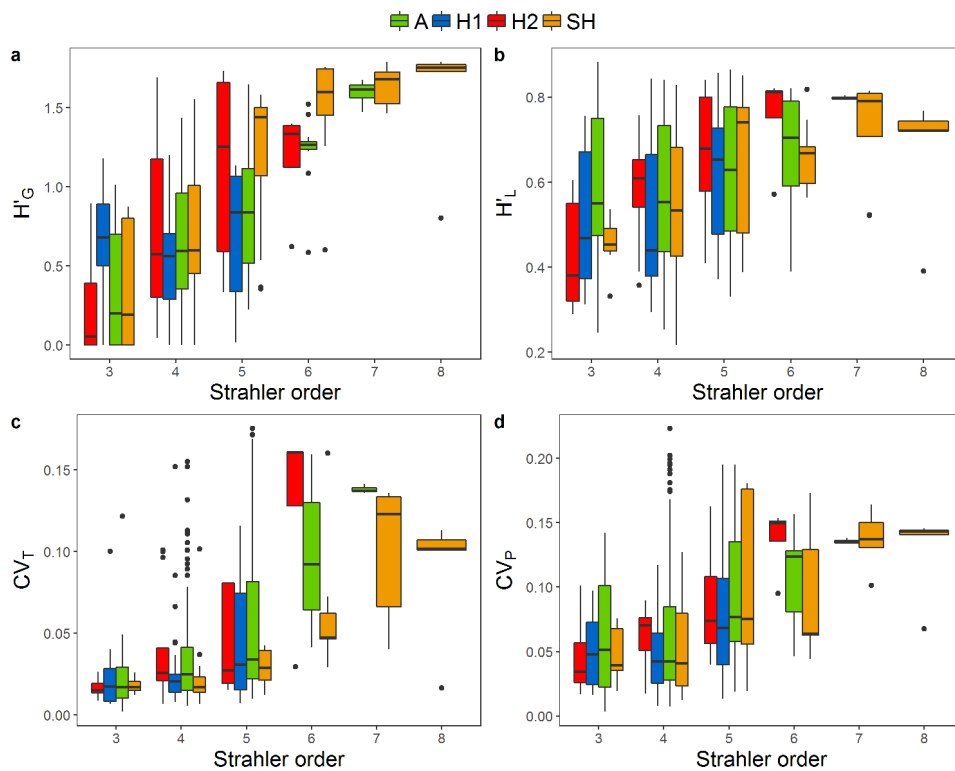 A H1 H2 SH
a
b
H'G
1.5
1.0
0.5
0.0
3 4 5 6 7 8
Strahler order
H'L
0.8
0.6
0.4
0.2
3 4 5 6 7 8
Strahler order
c
d
CVT
0.15
0.10
0.05
0.00
3 4 5 6 7 8
Strahler order
CVP
0.20
0.15
0.10
0.05
0.00
3 4 5 6 7 8
Strahler order